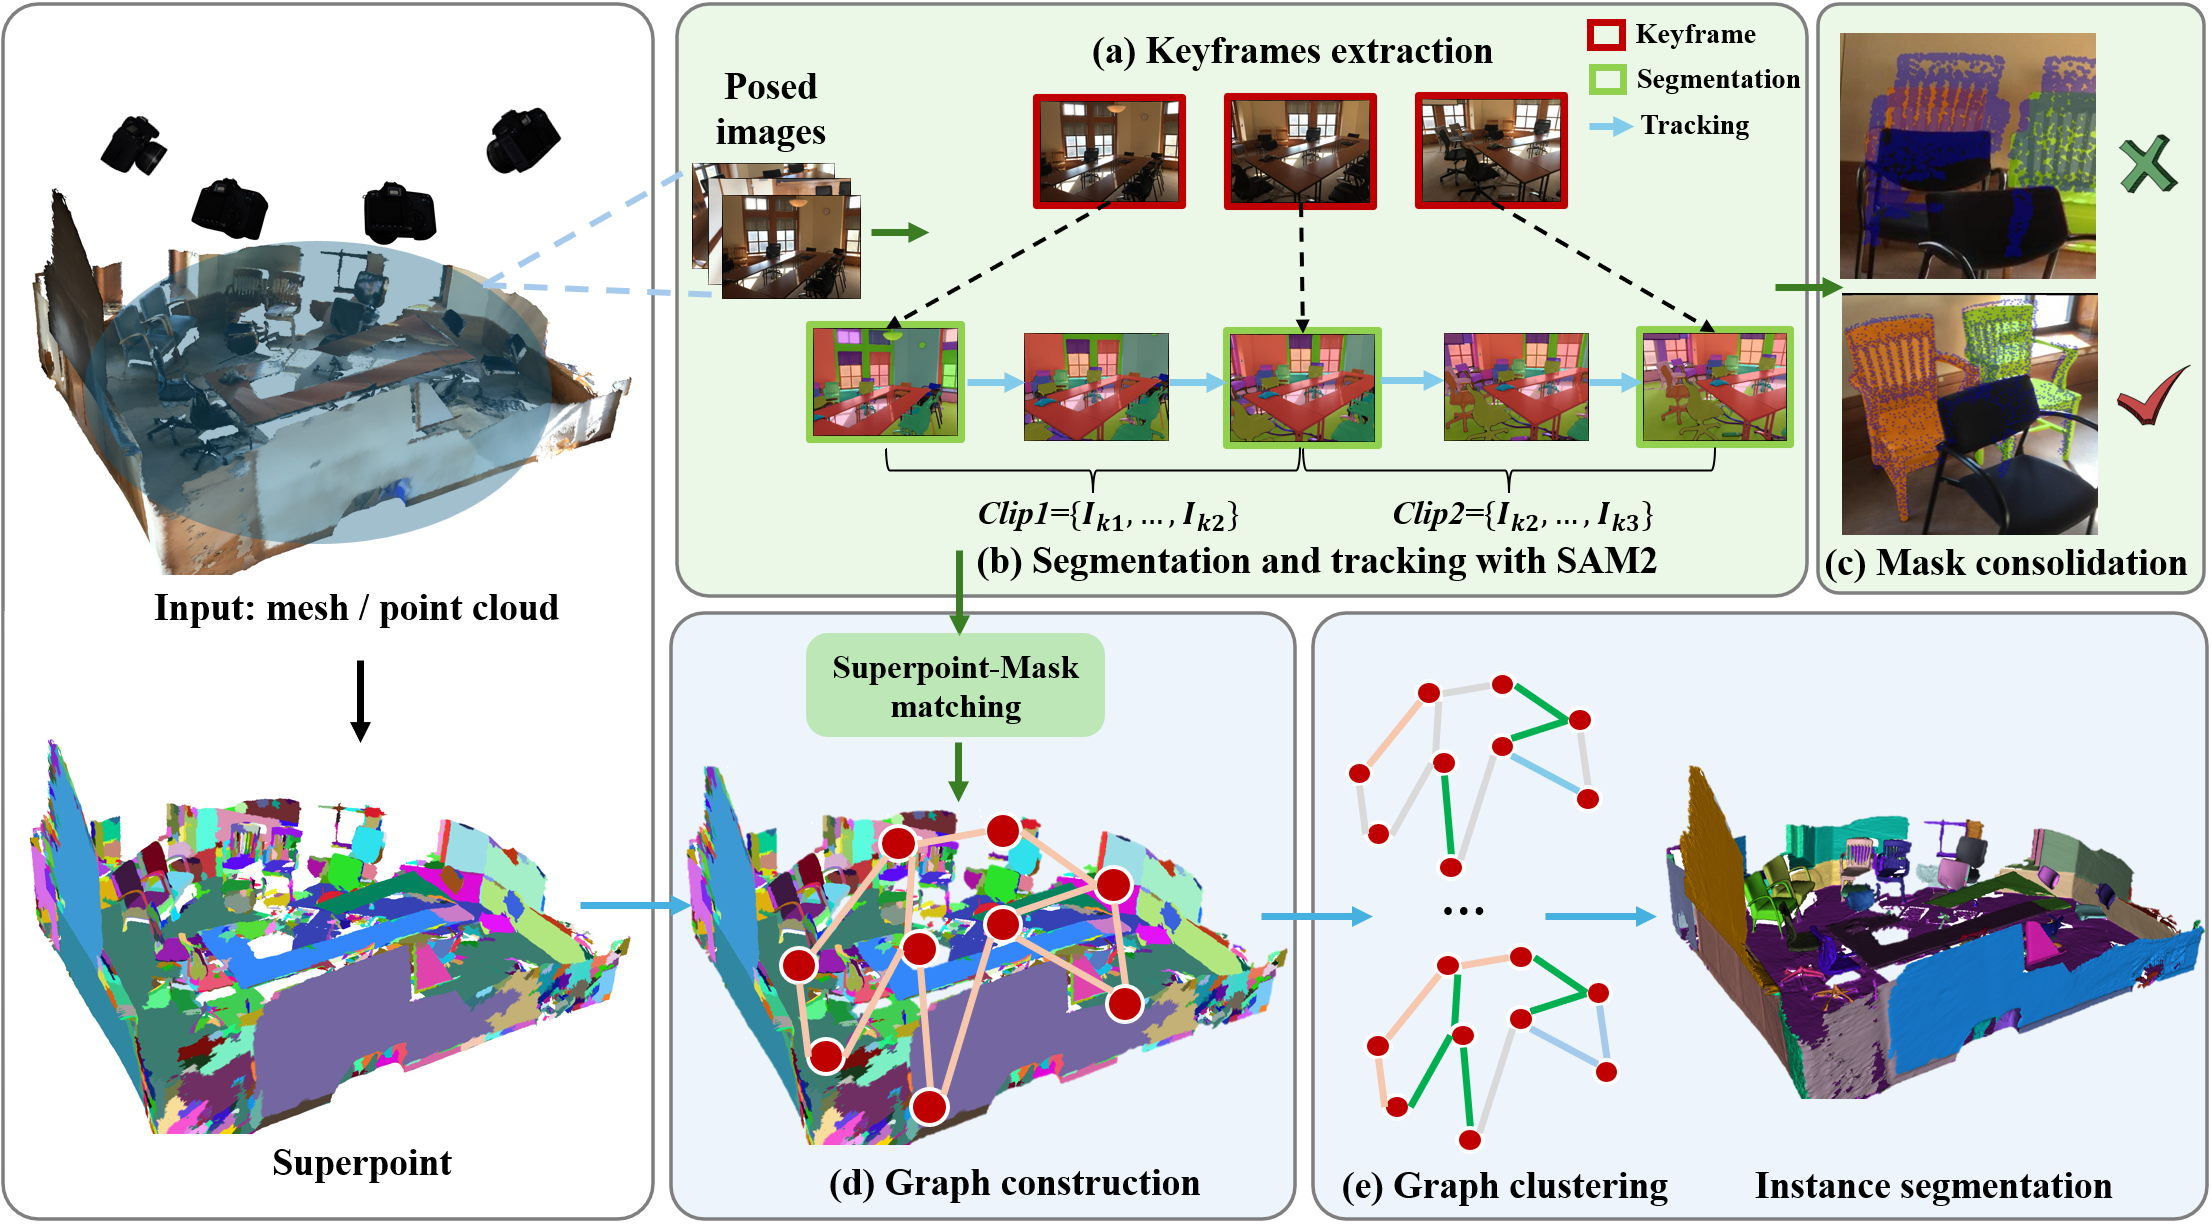 Input: mesh / point cloud
Superpoint
Posed
images
(a) Keyframes extraction
Keyframe
Segmentation
Tracking
Clip1={I_{k1}, ..., I_{k2}}
Clip2={I_{k2}, ..., I_{k3}}
(b) Segmentation and tracking with SAM2
(c) Mask consolidation
Superpoint-Mask
matching
(d) Graph construction
...
(e) Graph clustering
Instance segmentation